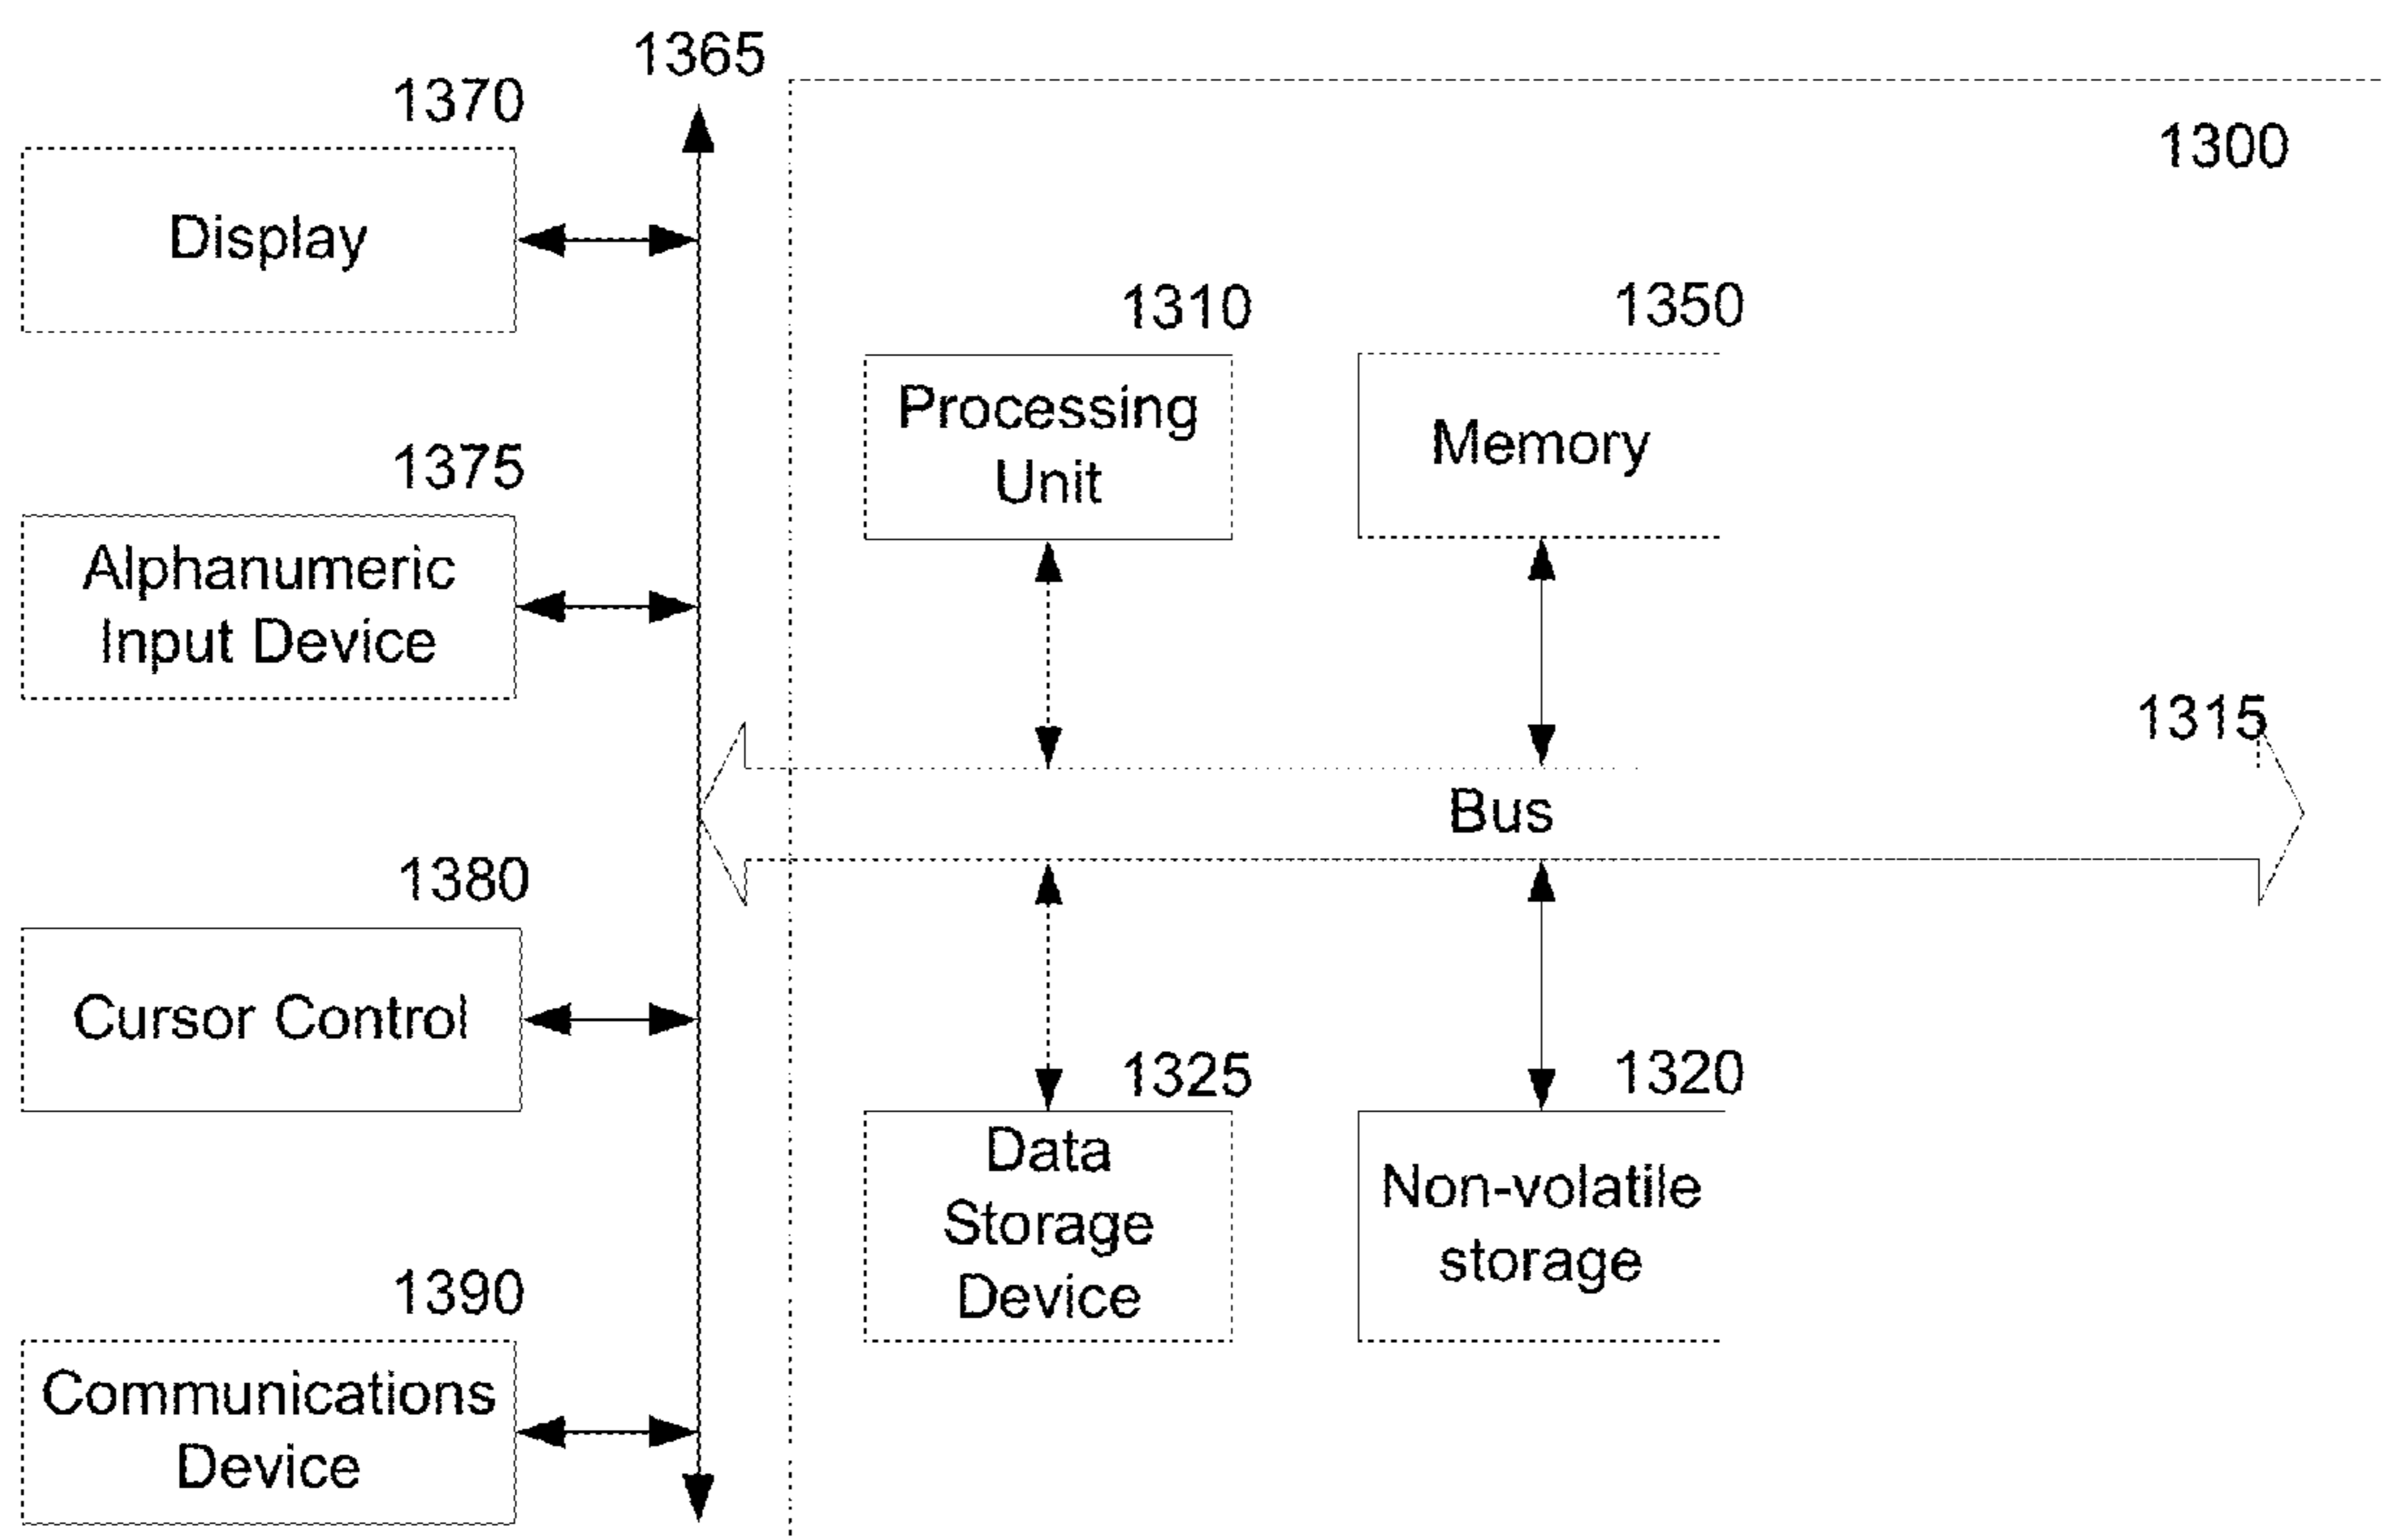 1365
1370
1300
Display
1310
1350
Processing
Unit
Memory
1375
Alphanumeric
Input Device
1315
Bus
1380
Cursor Control
1325
1320
Data
Storage
Device
Non-volatile
storage
1390
Communications
Device